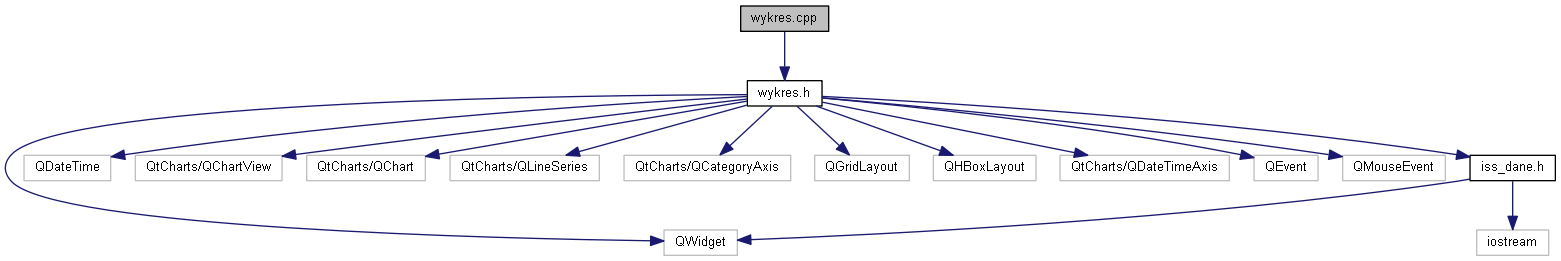 wykres.cpp
wykres.h
QDateTime
QtCharts/QChartView
QtCharts/QChart
QtCharts/QLineSeries
QtCharts/QCategoryAxis
QGridLayout
QHBoxLayout
QtCharts/QDateTimeAxis
QEvent
QMouseEvent
iss_dane.h
QWidget
iostream